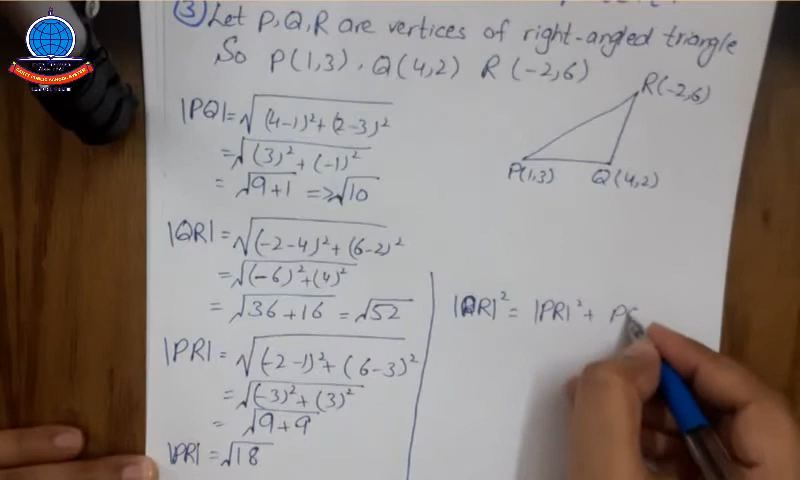 ③ Let P,Q,R are vertices of right-angled triangle
So P(1,3), Q(4,2) R(-2,6)
|PQ| = √(4-1)²+(2-3)²
= √(3)²+(-1)²
= √9+1 => √10
|QR| = √(-2-4)²+(6-2)²
= √(-6)²+(4)²
= √36+16 = √52
|PR| = √(-2-1)²+(6-3)²
= √(-3)²+(3)²
= √9+9
|PR| = √18
R(-2,6)
P(1,3) Q(4,2)
|QR|² = |PR|² +